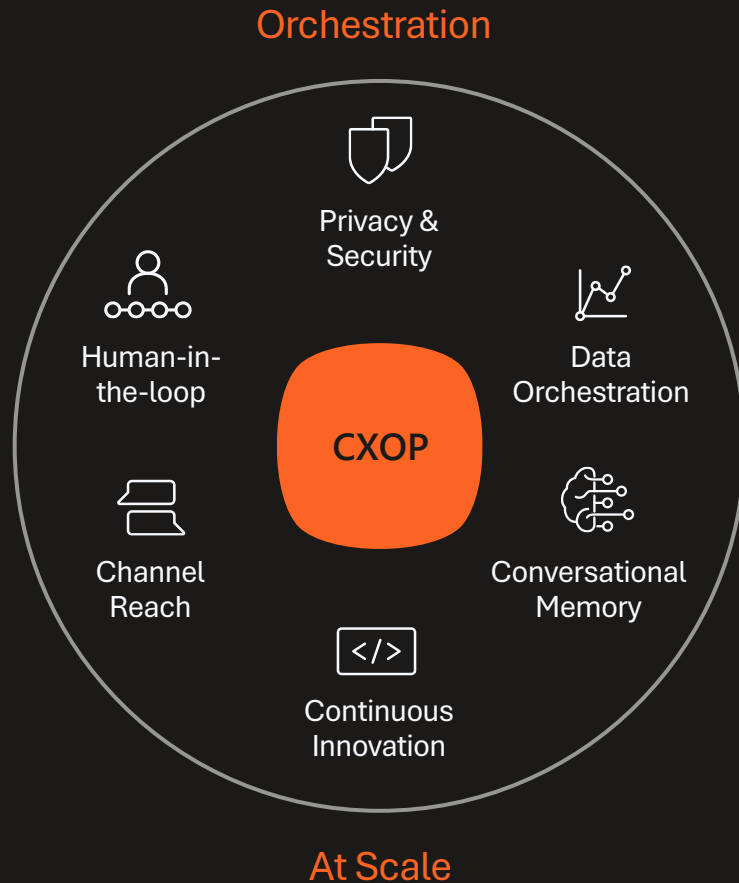 Orchestration
Privacy &
Security
Human-in-
the-loop
Data
Orchestration
CXOP
Channel
Reach
Conversational
Memory
</>
Continuous
Innovation
At Scale